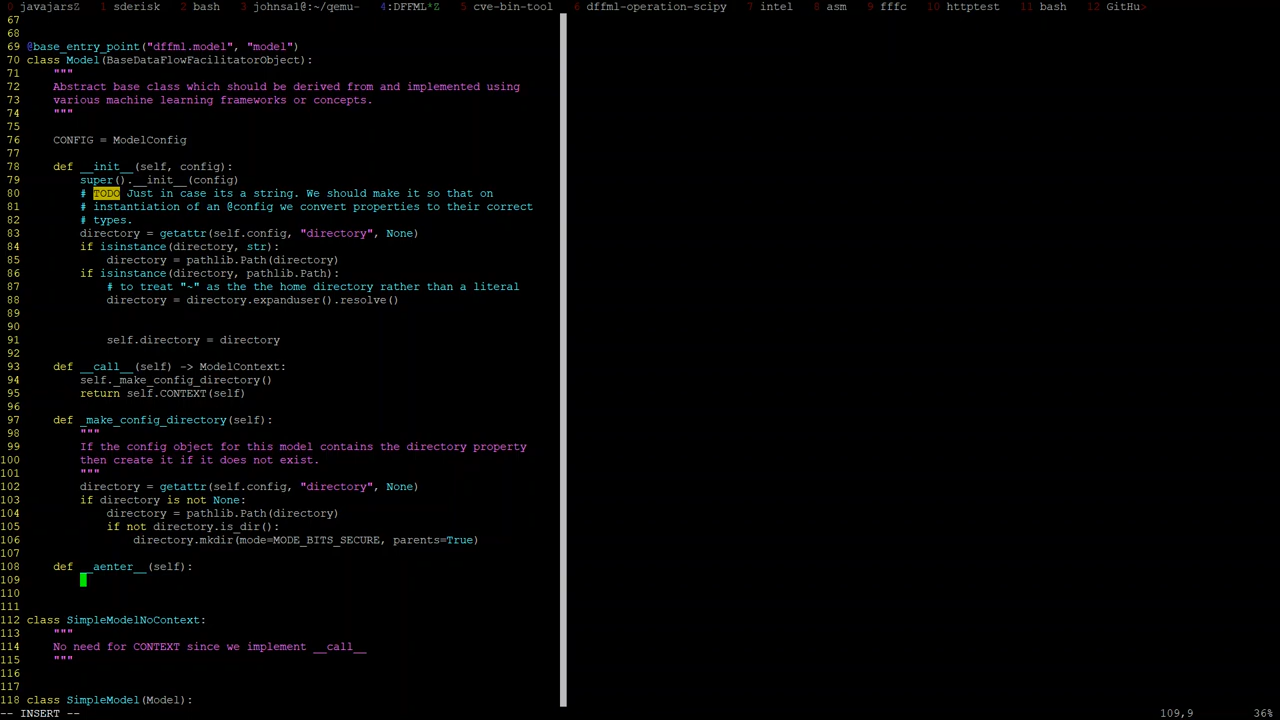 0 javajarsZ 1 sderisk 2 bash 3 johnsal@:~/qemu- 4:DFFML*Z 5 cve-bin-tool 6 dffml-operation-scipy 7 intel 8 asm 9 fffc 10 httptest 11 bash 12 GitHu>
67
68
69 @base_entry_point("dffml.model", "model")
70 class Model(BaseDataFlowFacilitatorObject):
71     """
72     Abstract base class which should be derived from and implemented using
73     various machine learning frameworks or concepts.
74     """
75
76     CONFIG = ModelConfig
77
78     def __init__(self, config):
79         super().__init__(config)
80         # TODO Just in case its a string. We should make it so that on
81         # instantiation of an @config we convert properties to their correct
82         # types.
83         directory = getattr(self.config, "directory", None)
84         if isinstance(directory, str):
85             directory = pathlib.Path(directory)
86         if isinstance(directory, pathlib.Path):
87             # to treat "~" as the the home directory rather than a literal
88             directory = directory.expanduser().resolve()
89
90
91             self.directory = directory
92
93     def __call__(self) -> ModelContext:
94         self._make_config_directory()
95         return self.CONTEXT(self)
96
97     def _make_config_directory(self):
98         """
99         If the config object for this model contains the directory property
100         then create it if it does not exist.
101         """
102         directory = getattr(self.config, "directory", None)
103         if directory is not None:
104             directory = pathlib.Path(directory)
105             if not directory.is_dir():
106                 directory.mkdir(mode=MODE_BITS_SECURE, parents=True)
107
108     def __aenter__(self):
109
110
111
112 class SimpleModelNoContext:
113     """
114     No need for CONTEXT since we implement __call__
115     """
116
117
118 class SimpleModel(Model):
-- INSERT -- 109,9 36%